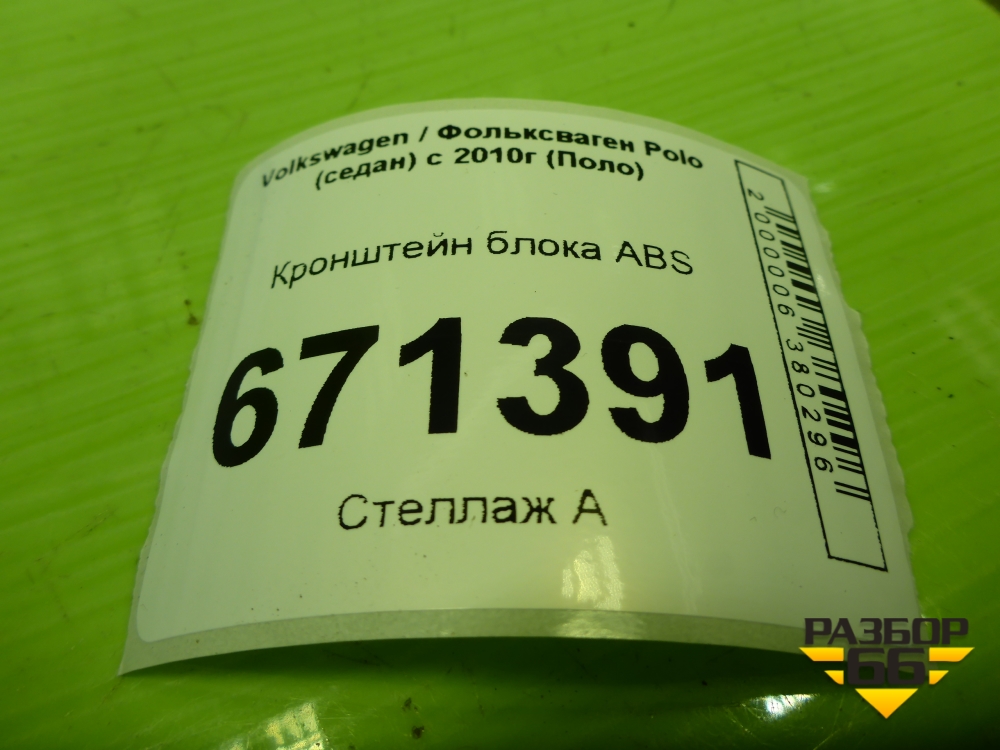 Volkswagen / Фольксваген Polo
(седан) с 2010г (Поло)
Кронштейн блока ABS
671391
Стеллаж А
2000006380296
РАЗБОР
66